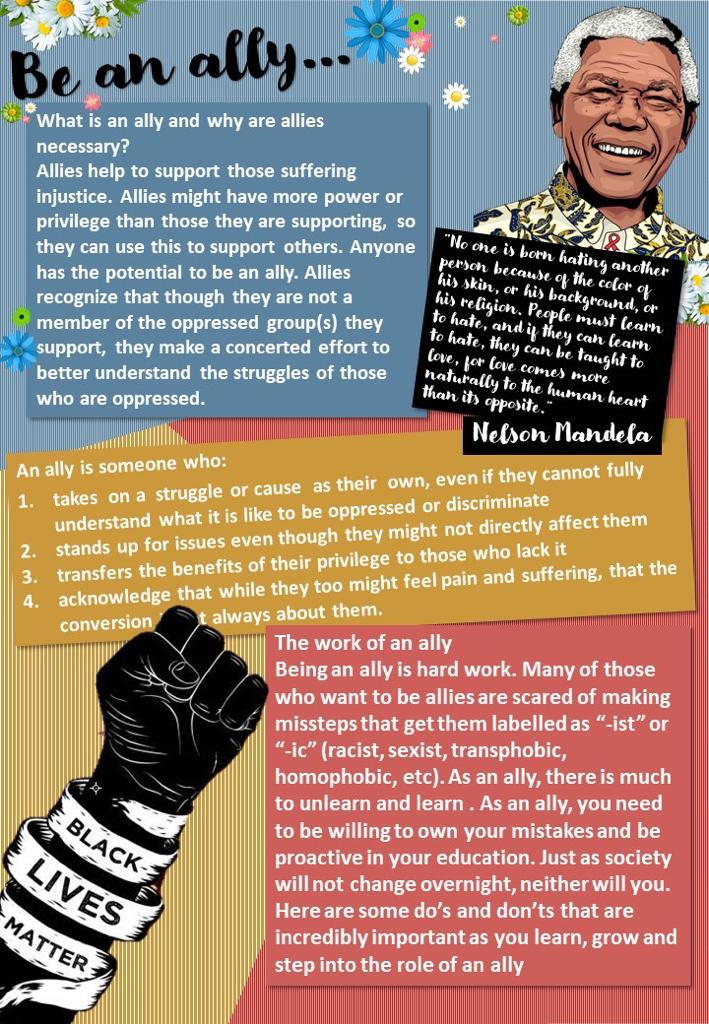 Be an ally...
What is an ally and why are allies
necessary?
Allies help to support those suffering
injustice. Allies might have more power or
privilege than those they are supporting, so
they can use this to support others. Anyone
has the potential to be an ally. Allies
recognize that though they are not a
member of the oppressed group(s) they
support, they make a concerted effort to
better understand the struggles of those
who are oppressed.
"No one is born hating another
person because of the color of
his skin, or his background, or
his religion. People must learn
to hate, and if they can learn
to hate, they can be taught to
love, for love comes more
naturally to the human heart
than its opposite."
Nelson Mandela
An ally is someone who:
1. takes on a struggle or cause as their own, even if they cannot fully
understand what it is like to be oppressed or discriminate
2. stands up for issues even though they might not directly affect them
3. transfers the benefits of their privilege to those who lack it
4. acknowledge that while they too might feel pain and suffering, that the
conversion always about them.
The work of an ally
Being an ally is hard work. Many of those
who want to be allies are scared of making
missteps that get them labelled as “-ist” or
“-ic” (racist, sexist, transphobic,
homophobic, etc). As an ally, there is much
to unlearn and learn . As an ally, you need
to be willing to own your mistakes and be
proactive in your education. Just as society
will not change overnight, neither will you.
Here are some do’s and don’ts that are
incredibly important as you learn, grow and
step into the role of an ally
BLACK
LIVES
MATTER